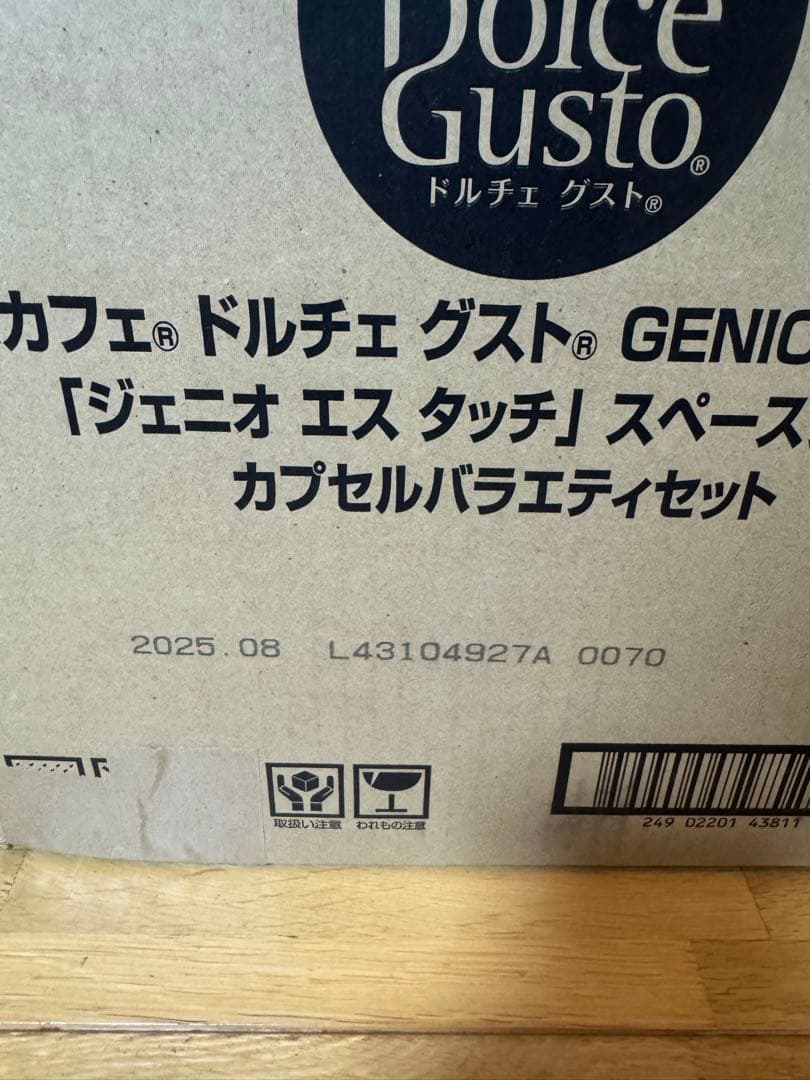 Dolce
Gusto®
ドルチェ グスト®
カフェ® ドルチェ グスト® GENIO
「ジェニオ エス タッチ」スペース
カプセルバラエティセット
2025.08 L43104927A 0070
取扱い注意 われもの注意
249 02201 43811